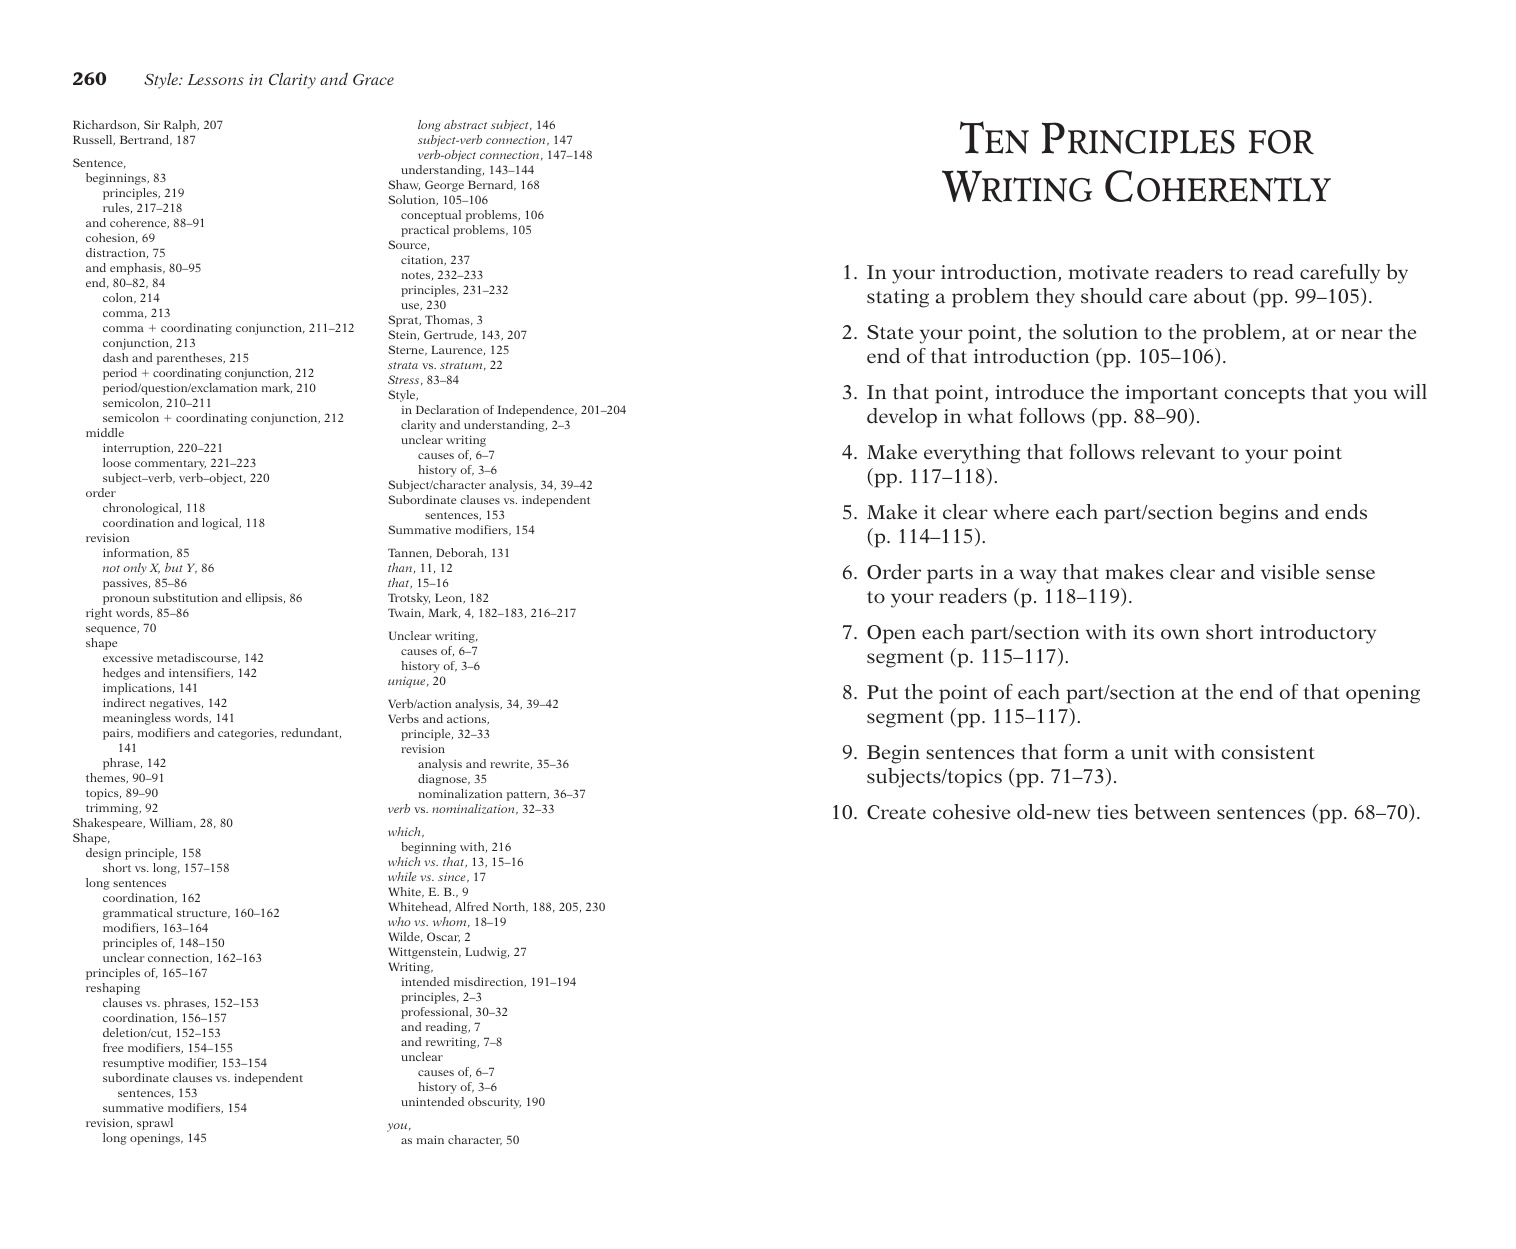 260 Style: Lessons in Clarity and Grace
Richardson, Sir Ralph, 207
Russell, Bertrand, 187
Sentence,
beginnings, 83
principles, 219
rules, 217–218
and coherence, 88–91
cohesion, 69
distraction, 75
and emphasis, 80–95
end, 80–82, 84
colon, 214
comma, 213
comma + coordinating conjunction, 211–212
conjunction, 213
dash and parentheses, 215
period + coordinating conjunction, 212
period/question/exclamation mark, 210
semicolon, 210–211
semicolon + coordinating conjunction, 212
middle
interruption, 220–221
loose commentary, 221–223
subject–verb, verb–object, 220
order
chronological, 118
coordination and logical, 118
revision
information, 85
not only X, but Y, 86
passives, 85–86
pronoun substitution and ellipsis, 86
right words, 85–86
sequence, 70
shape
excessive metadiscourse, 142
hedges and intensifiers, 142
implications, 141
indirect negatives, 142
meaningless words, 141
pairs, modifiers and categories, redundant,
141
phrase, 142
themes, 90–91
topics, 89–90
trimming, 92
Shakespeare, William, 28, 80
Shape,
design principle, 158
short vs. long, 157–158
long sentences
coordination, 162
grammatical structure, 160–162
modifiers, 163–164
principles of, 148–150
unclear connection, 162–163
principles of, 165–167
reshaping
clauses vs. phrases, 152–153
coordination, 156–157
deletion/cut, 152–153
free modifiers, 154–155
resumptive modifier, 153–154
subordinate clauses vs. independent
sentences, 153
summative modifiers, 154
revision, sprawl
long openings, 145
long abstract subject, 146
subject-verb connection, 147
verb-object connection, 147–148
understanding, 143–144
Shaw, George Bernard, 168
Solution, 105–106
conceptual problems, 106
practical problems, 105
Source,
citation, 237
notes, 232–233
principles, 231–232
use, 230
Sprat, Thomas, 3
Stein, Gertrude, 143, 207
Sterne, Laurence, 125
strata vs. stratum, 22
Stress, 83–84
Style,
in Declaration of Independence, 201–204
clarity and understanding, 2–3
unclear writing
causes of, 6–7
history of, 3–6
Subject/character analysis, 34, 39–42
Subordinate clauses vs. independent
sentences, 153
Summative modifiers, 154
Tannen, Deborah, 131
than, 11, 12
that, 15–16
Trotsky, Leon, 182
Twain, Mark, 4, 182–183, 216–217
Unclear writing,
causes of, 6–7
history of, 3–6
unique, 20
Verb/action analysis, 34, 39–42
Verbs and actions,
principle, 32–33
revision
analysis and rewrite, 35–36
diagnose, 35
nominalization pattern, 36–37
verb vs. nominalization, 32–33
which,
beginning with, 216
which vs. that, 13, 15–16
while vs. since, 17
White, E. B., 9
Whitehead, Alfred North, 188, 205, 230
who vs. whom, 18–19
Wilde, Oscar, 2
Wittgenstein, Ludwig, 27
Writing,
intended misdirection, 191–194
principles, 2–3
professional, 30–32
and reading, 7
and rewriting, 7–8
unclear
causes of, 6–7
history of, 3–6
unintended obscurity, 190
you,
as main character, 50
TEN PRINCIPLES FOR
WRITING COHERENTLY
1. In your introduction, motivate readers to read carefully by
stating a problem they should care about (pp. 99–105).
2. State your point, the solution to the problem, at or near the
end of that introduction (pp. 105–106).
3. In that point, introduce the important concepts that you will
develop in what follows (pp. 88–90).
4. Make everything that follows relevant to your point
(pp. 117–118).
5. Make it clear where each part/section begins and ends
(p. 114–115).
6. Order parts in a way that makes clear and visible sense
to your readers (p. 118–119).
7. Open each part/section with its own short introductory
segment (p. 115–117).
8. Put the point of each part/section at the end of that opening
segment (pp. 115–117).
9. Begin sentences that form a unit with consistent
subjects/topics (pp. 71–73).
10. Create cohesive old-new ties between sentences (pp. 68–70).